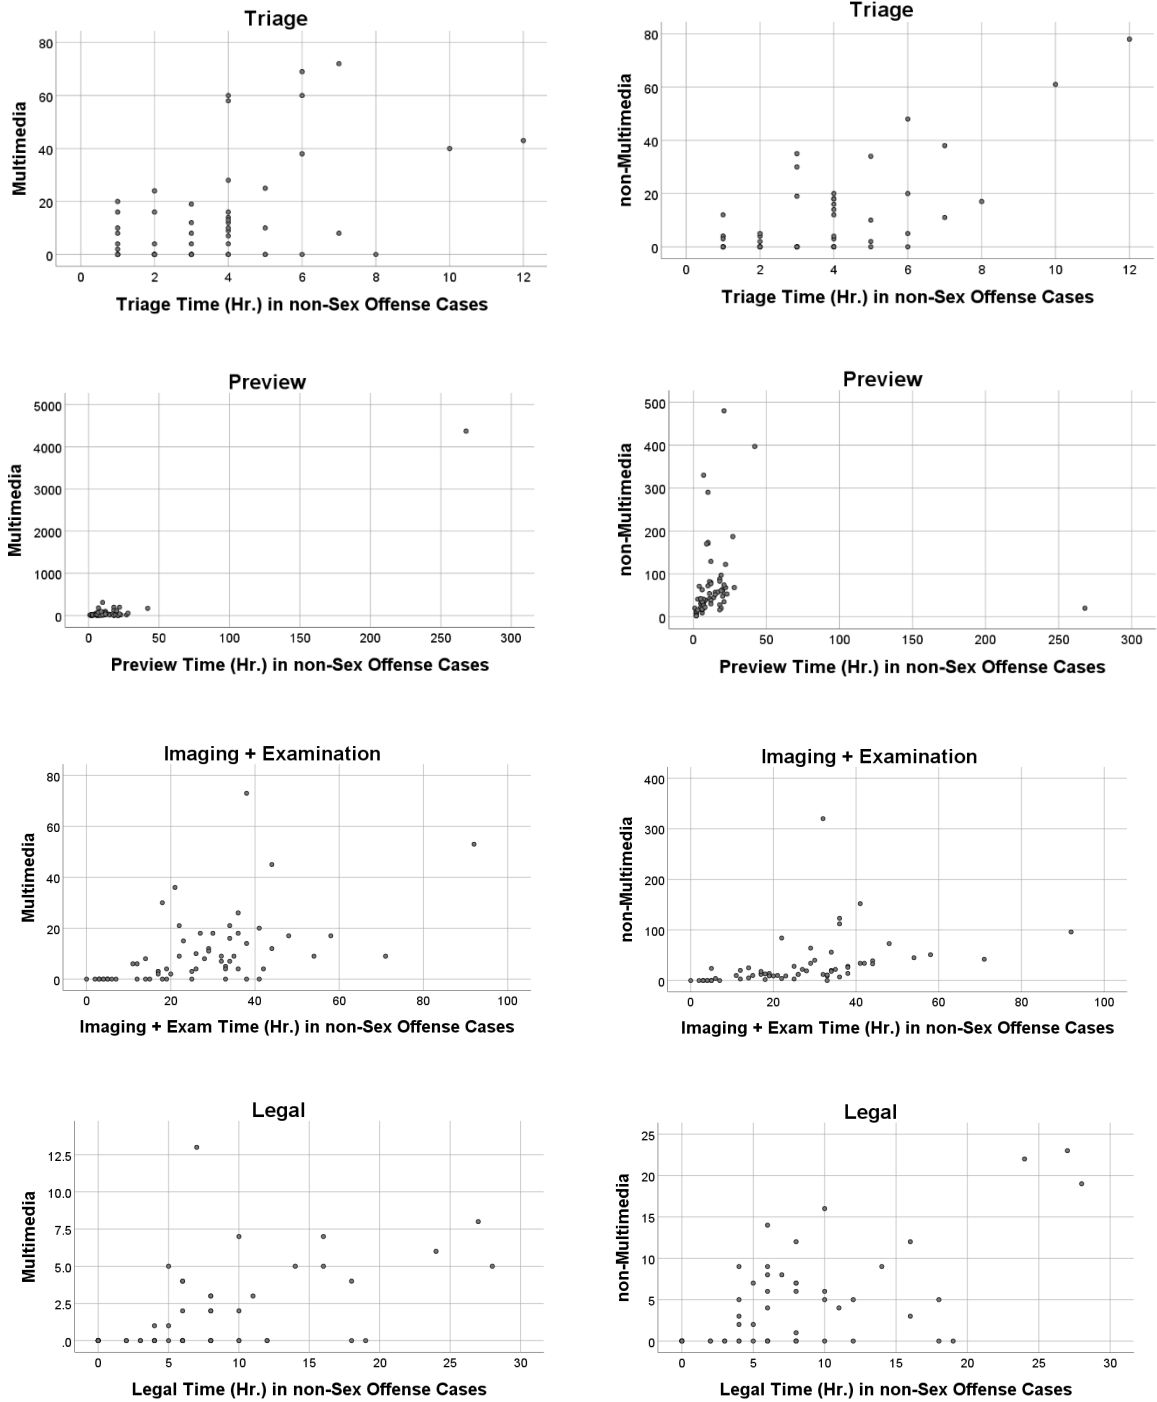 Triage
80
60
40
20
0
Multimedia
0 2 4 6 8 10 12
Triage Time (Hr.) in non-Sex Offense Cases
Triage
80
60
40
20
0
non-Multimedia
0 2 4 6 8 10 12
Triage Time (Hr.) in non-Sex Offense Cases
Preview
5000
4000
3000
2000
1000
0
Multimedia
0 50 100 150 200 250 300
Preview Time (Hr.) in non-Sex Offense Cases
Preview
500
400
300
200
100
0
non-Multimedia
0 50 100 150 200 250 300
Preview Time (Hr.) in non-Sex Offense Cases
Imaging + Examination
80
60
40
20
0
Multimedia
0 20 40 60 80 100
Imaging + Exam Time (Hr.) in non-Sex Offense Cases
Imaging + Examination
400
300
200
100
0
non-Multimedia
0 20 40 60 80 100
Imaging + Exam Time (Hr.) in non-Sex Offense Cases
Legal
12.5
10.0
7.5
5.0
2.5
.0
Multimedia
0 5 10 15 20 25 30
Legal Time (Hr.) in non-Sex Offense Cases
Legal
25
20
15
10
5
0
non-Multimedia
0 5 10 15 20 25 30
Legal Time (Hr.) in non-Sex Offense Cases